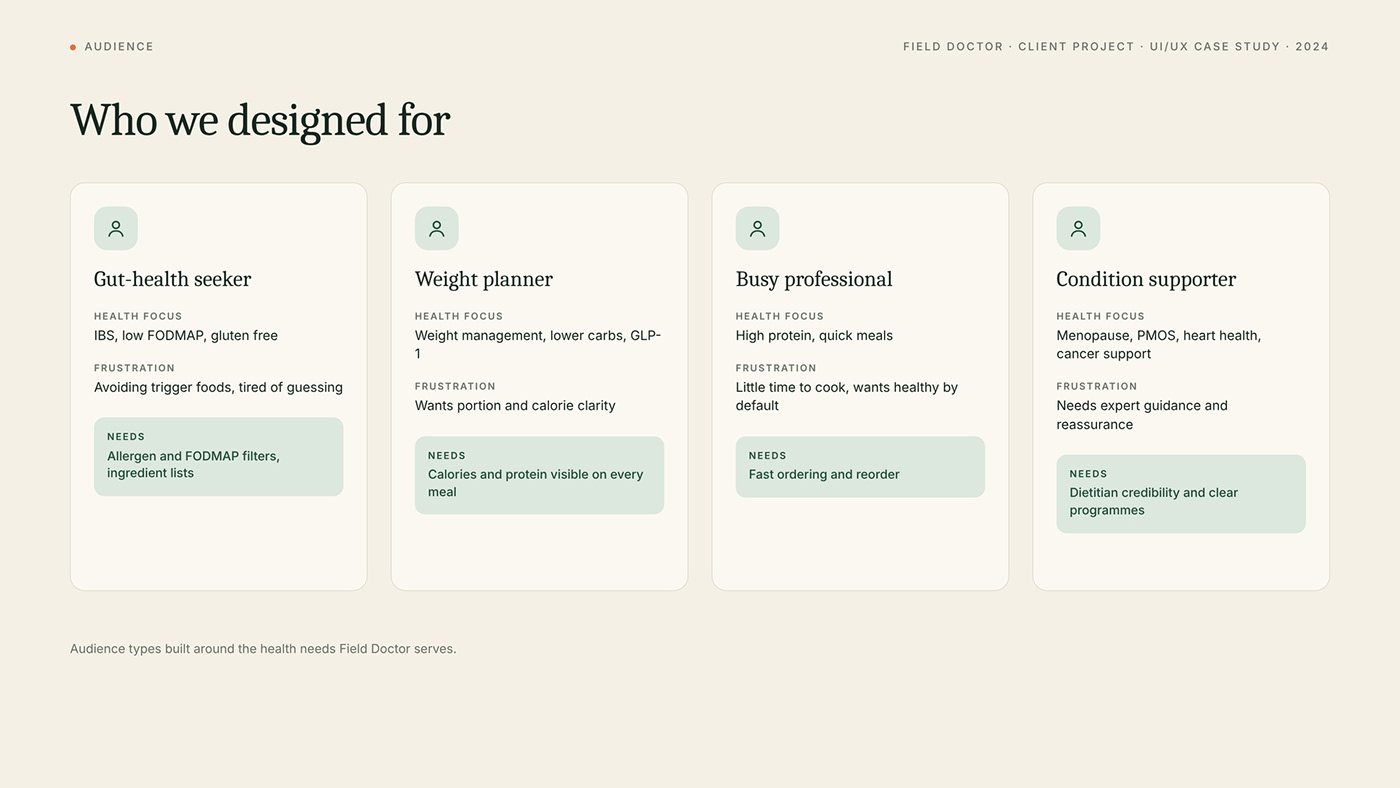 AUDIENCE
FIELD DOCTOR · CLIENT PROJECT · UI/UX CASE STUDY · 2024
Who we designed for
Gut-health seeker
HEALTH FOCUS
IBS, low FODMAP, gluten free
FRUSTRATION
Avoiding trigger foods, tired of guessing
NEEDS
Allergen and FODMAP filters,
ingredient lists
Weight planner
HEALTH FOCUS
Weight management, lower carbs, GLP-
1
FRUSTRATION
Wants portion and calorie clarity
NEEDS
Calories and protein visible on every
meal
Busy professional
HEALTH FOCUS
High protein, quick meals
FRUSTRATION
Little time to cook, wants healthy by
default
NEEDS
Fast ordering and reorder
Condition supporter
HEALTH FOCUS
Menopause, PMOS, heart health,
cancer support
FRUSTRATION
Needs expert guidance and
reassurance
NEEDS
Dietitian credibility and clear
programmes
Audience types built around the health needs Field Doctor serves.